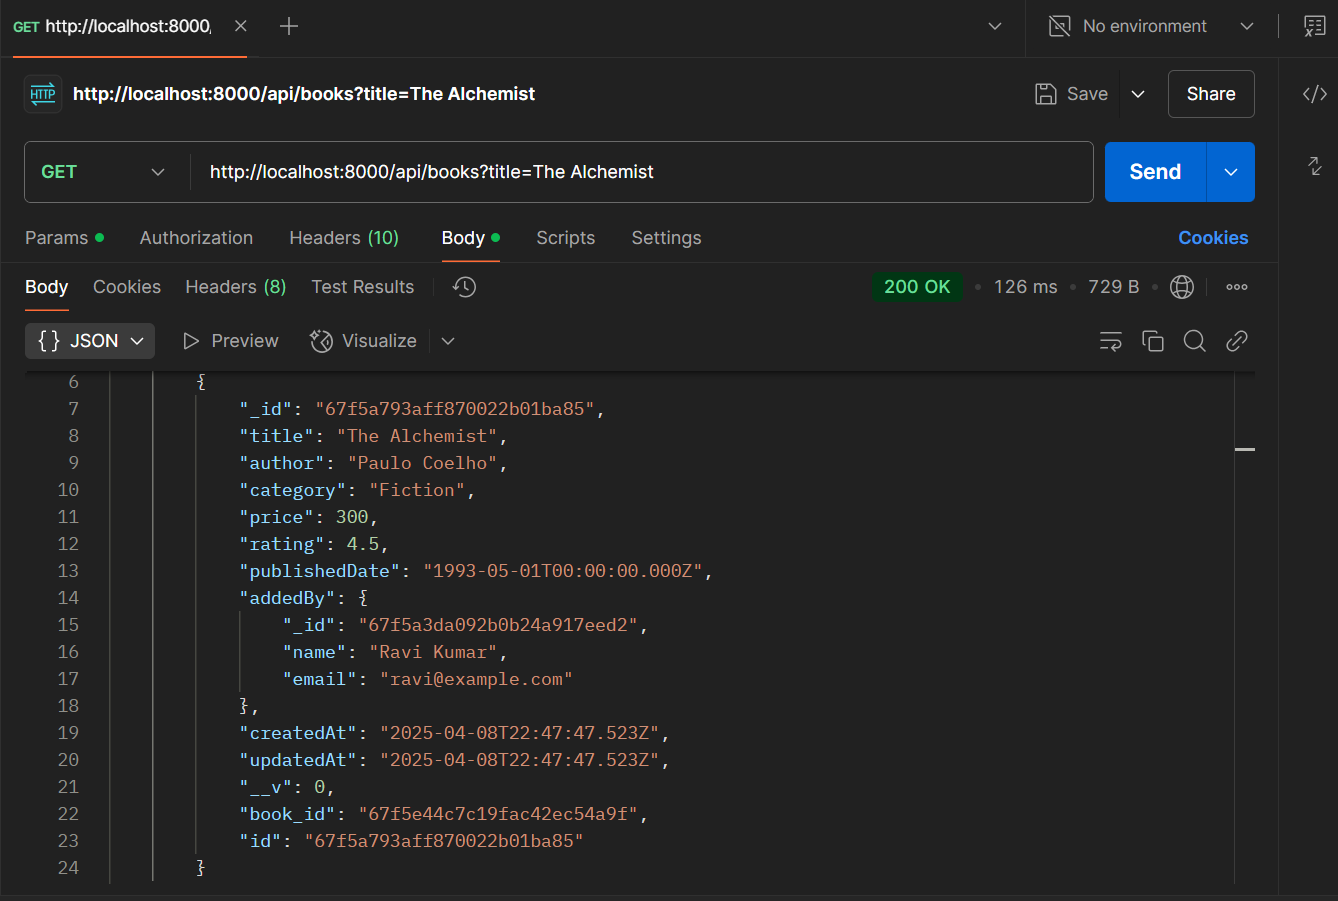 GET http://localhost:8000/
No environment
HTTP http://localhost:8000/api/books?title=The Alchemist
Save
Share
GET http://localhost:8000/api/books?title=The Alchemist
Send
Params Authorization Headers (10) Body Scripts Settings Cookies
Body Cookies Headers (8) Test Results 200 OK 126 ms 729 B
{} JSON Preview Visualize
6 {
7 "_id": "67f5a793aff870022b01ba85",
8 "title": "The Alchemist",
9 "author": "Paulo Coelho",
10 "category": "Fiction",
11 "price": 300,
12 "rating": 4.5,
13 "publishedDate": "1993-05-01T00:00:00.000Z",
14 "addedBy": {
15 "_id": "67f5a3da092b0b24a917eed2",
16 "name": "Ravi Kumar",
17 "email": "ravi@example.com"
18 },
19 "createdAt": "2025-04-08T22:47:47.523Z",
20 "updatedAt": "2025-04-08T22:47:47.523Z",
21 "__v": 0,
22 "book_id": "67f5e44c7c19fac42ec54a9f",
23 "id": "67f5a793aff870022b01ba85"
24 }